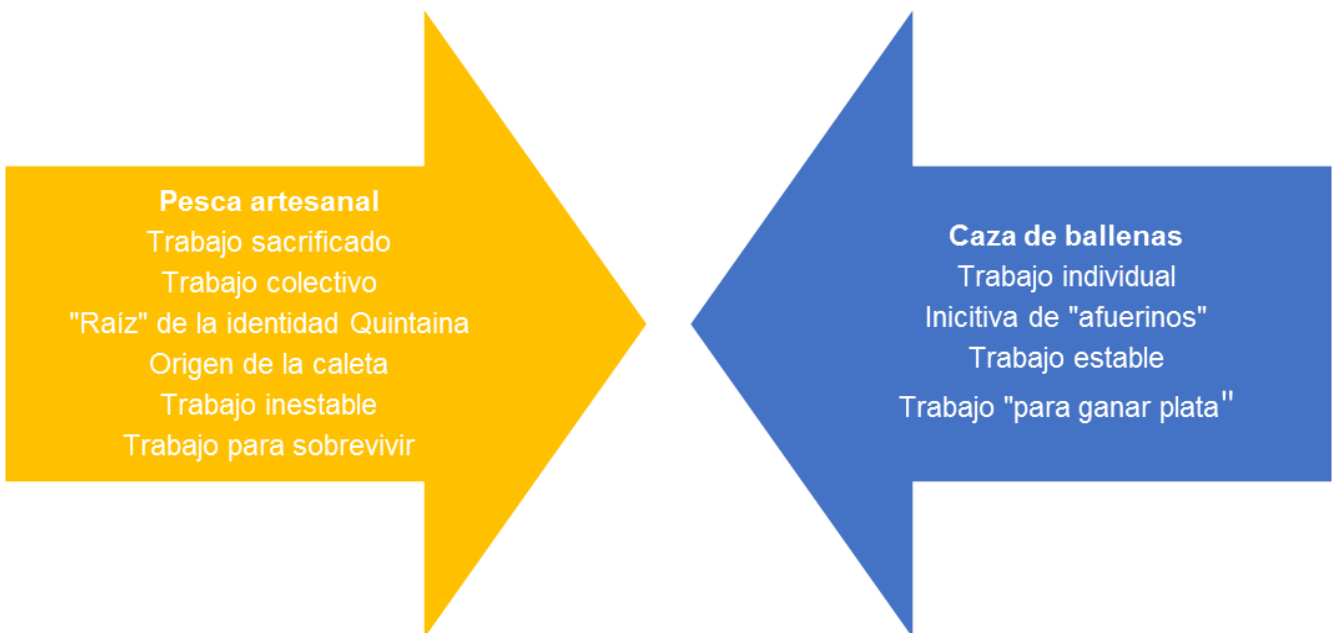 Pesca artesanal
Trabajo sacrificado
Trabajo colectivo
"Raíz" de la identidad Quintaina
Origen de la caleta
Trabajo inestable
Trabajo para sobrevivir
Caza de ballenas
Trabajo individual
Inicitiva de "afuerinos"
Trabajo estable
Trabajo "para ganar plata"